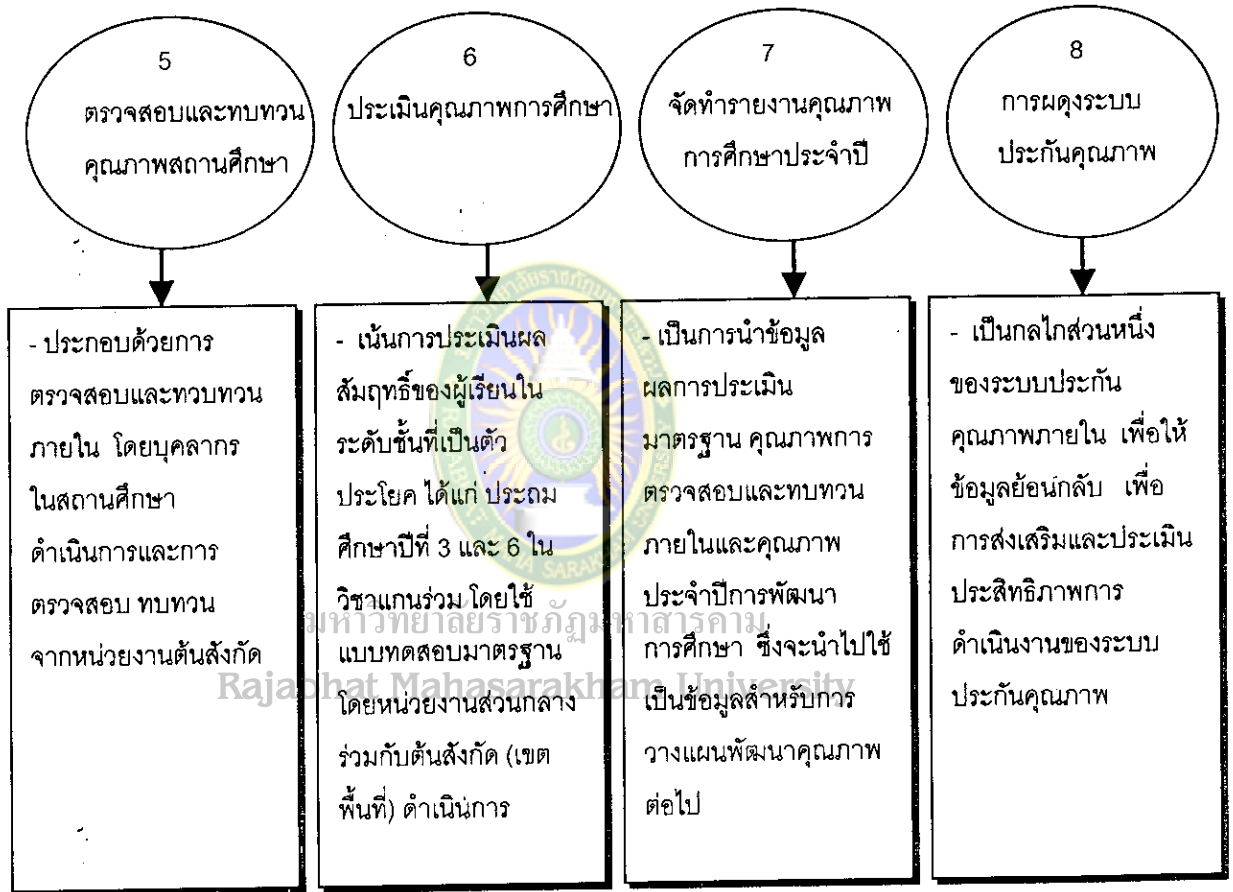 5
ตรวจสอบและทบทวน
คุณภาพสถานศึกษา
6
ประเมินคุณภาพการศึกษา
7
จัดทำรายงานคุณภาพ
การศึกษาประจำปี
8
การผดุงระบบ
ประกันคุณภาพ
- ประกอบด้วยการ
ตรวจสอบและทวบทวน
ภายใน โดยบุคลากร
ในสถานศึกษา
ดำเนินการและการ
ตรวจสอบ ทบทวน
จากหน่วยงานต้นสังกัด
- เน้นการประเมินผล
สัมฤทธิ์ของผู้เรียนใน
ระดับชั้นที่เป็นตัว
ประโยค ได้แก่ ประถม
ศึกษาปีที่ 3 และ 6 ใน
วิชาแกนร่วม โดยใช้
แบบทดสอบมาตรฐาน
โดยหน่วยงานส่วนกลาง
ร่วมกับต้นสังกัด (เขต
พื้นที่) ดำเนินการ
- เป็นการนำข้อมูล
ผลการประเมิน
มาตรฐาน คุณภาพการ
ตรวจสอบและทบทวน
ภายในและคุณภาพ
ประจำปีการพัฒนา
การศึกษา ซึ่งจะนำไปใช้
เป็นข้อมูลสำหรับการ
วางแผนพัฒนาคุณภาพ
ต่อไป
- เป็นกลไกส่วนหนึ่ง
ของระบบประกัน
คุณภาพภายใน เพื่อให้
ข้อมูลย้อนกลับ เพื่อ
การส่งเสริมและประเมิน
ประสิทธิภาพการ
ดำเนินงานของระบบ
ประกันคุณภาพ
มหาวิทยาลัยราชภัฏมหาสารคาม
Rajabhat Mahasarakham University